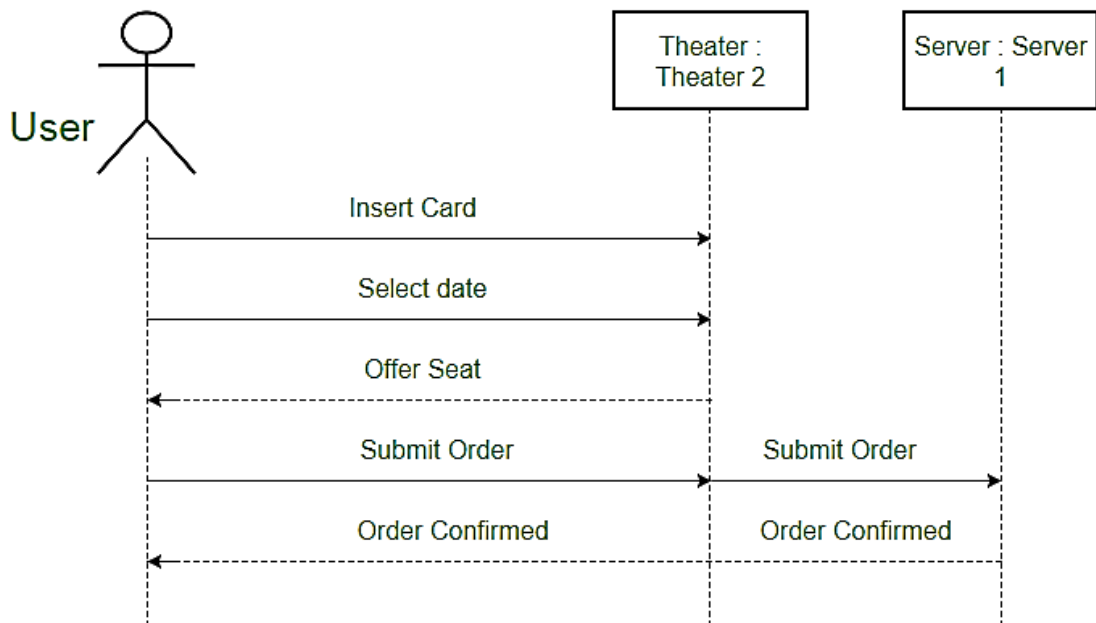 User
Theater :
Theater 2
Server : Server
1
Insert Card
Select date
Offer Seat
Submit Order
Submit Order
Order Confirmed
Order Confirmed